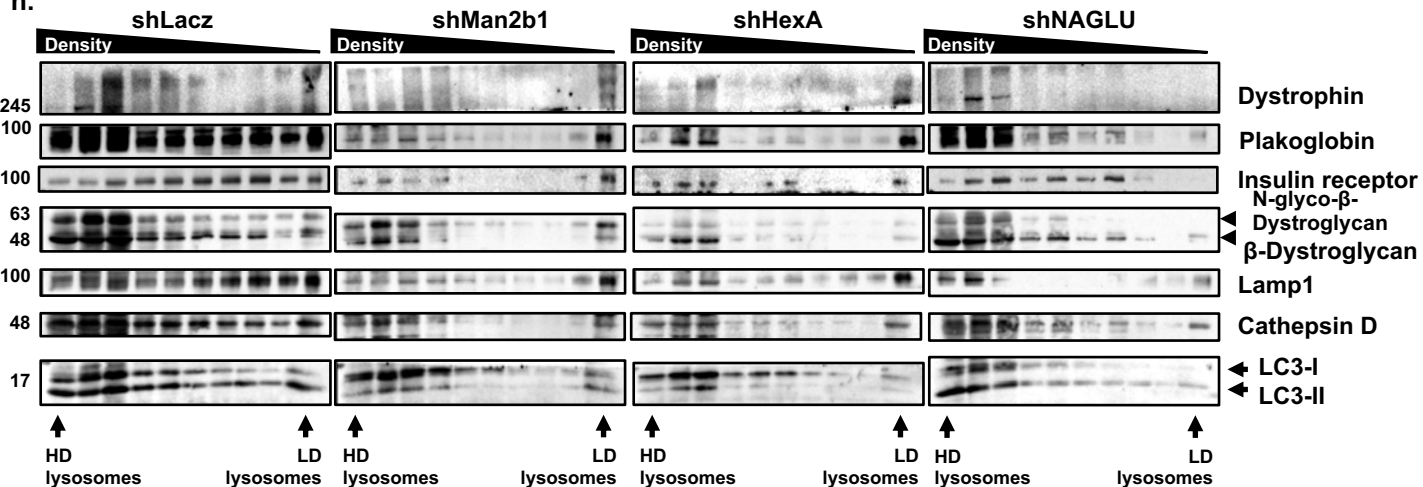 h.
shLacz shMan2b1 shHexA shNAGLU
Density Density Density Density
245 Dystrophin
100 Plakoglobin
100 Insulin receptor
63 N-glyco-β-
Dystroglycan
48 β-Dystroglycan
100 Lamp1
48 Cathepsin D
17 LC3-I
LC3-II
HD LD HD LD HD LD HD LD
lysosomes lysosomes lysosomes lysosomes lysosomes lysosomes lysosomes lysosomes